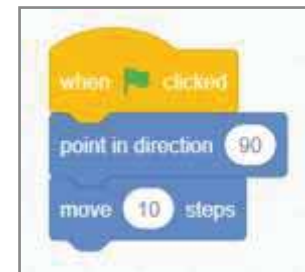 when clicked
point in direction 90
move 10 steps